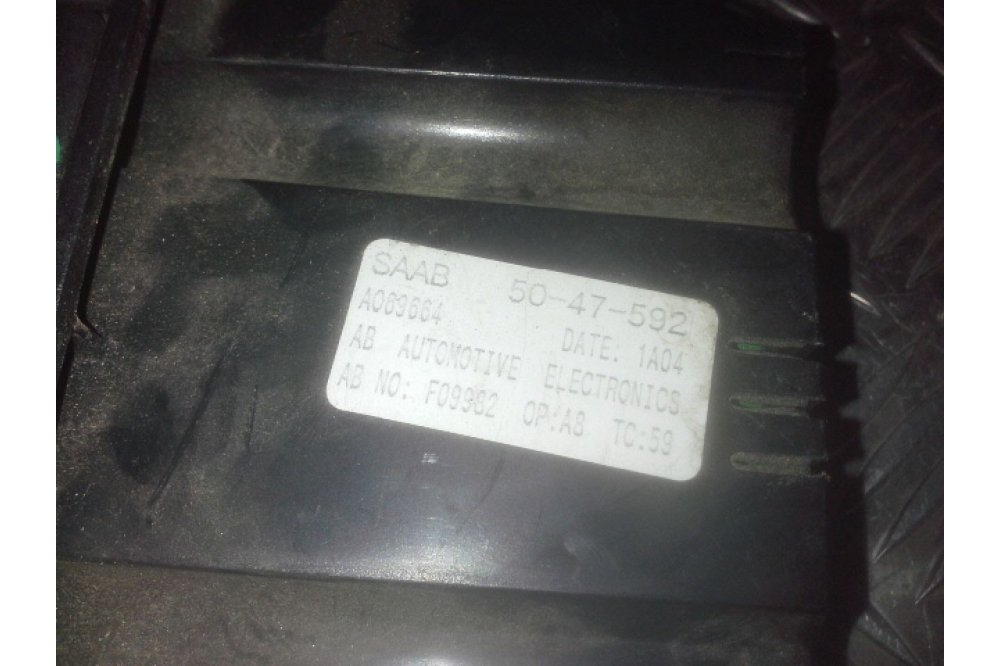 SAAB 50-47-592
A069664 DATE: 1A04
AB AUTOMOTIVE ELECTRONICS
AB NO: F09982 OP:A8 TC:59